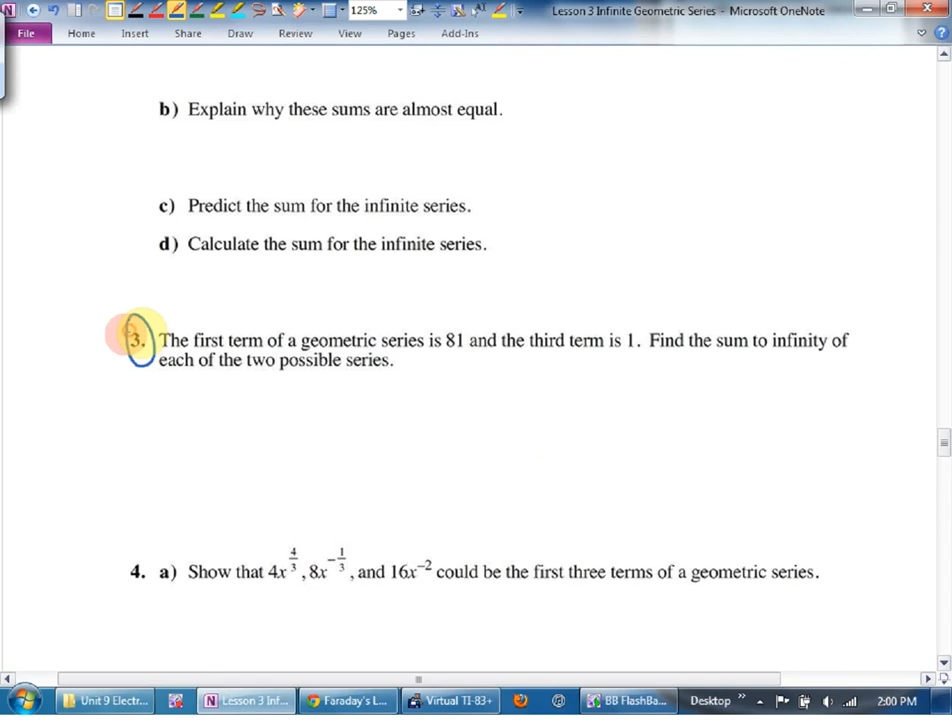 125%
Lesson 3 Infinite Geometric Series - Microsoft OneNote
File Home Insert Share Draw Review View Pages Add-Ins
b) Explain why these sums are almost equal.
c) Predict the sum for the infinite series.
d) Calculate the sum for the infinite series.
3. The first term of a geometric series is 81 and the third term is 1. Find the sum to infinity of
each of the two possible series.
4. a) Show that 4x^{4/3}, 8x^{-1/3}, and 16x^{-2} could be the first three terms of a geometric series.
Unit 9 Electr... Lesson 3 Inf... Faraday's L... Virtual TI-83+ BB FlashBa... Desktop » 2:00 PM